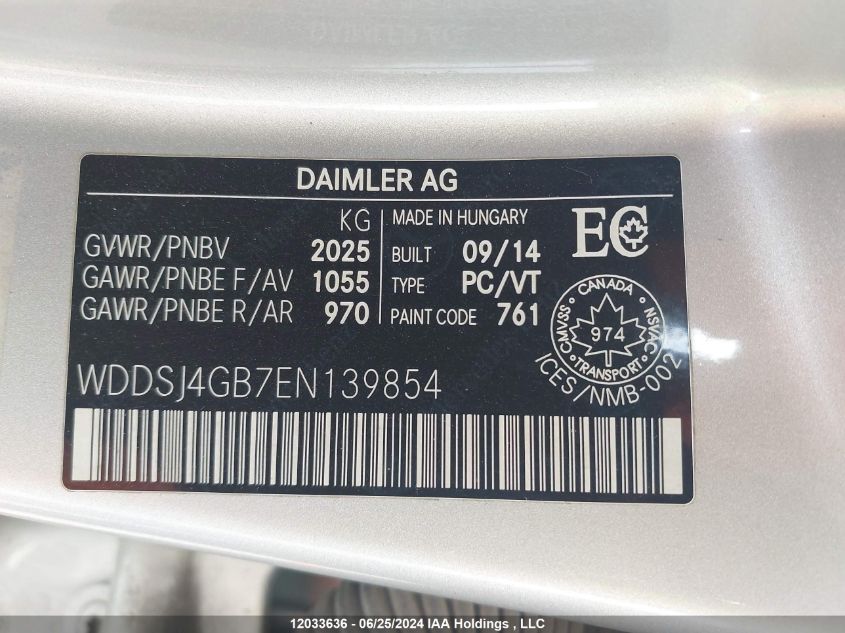 DAIMLER AG
KG
GVWR/PNBV 2025
GAWR/PNBE F/AV 1055
GAWR/PNBE R/AR 970
MADE IN HUNGARY
BUILT 09/14
TYPE PC/VT
PAINT CODE 761
EC
CANADA
CMVSS 974 NSVAC
TRANSPORT
ICES/NMB-002
WDDSJ4GB7EN139854
12033636 - 06/25/2024 IAA Holdings , LLC